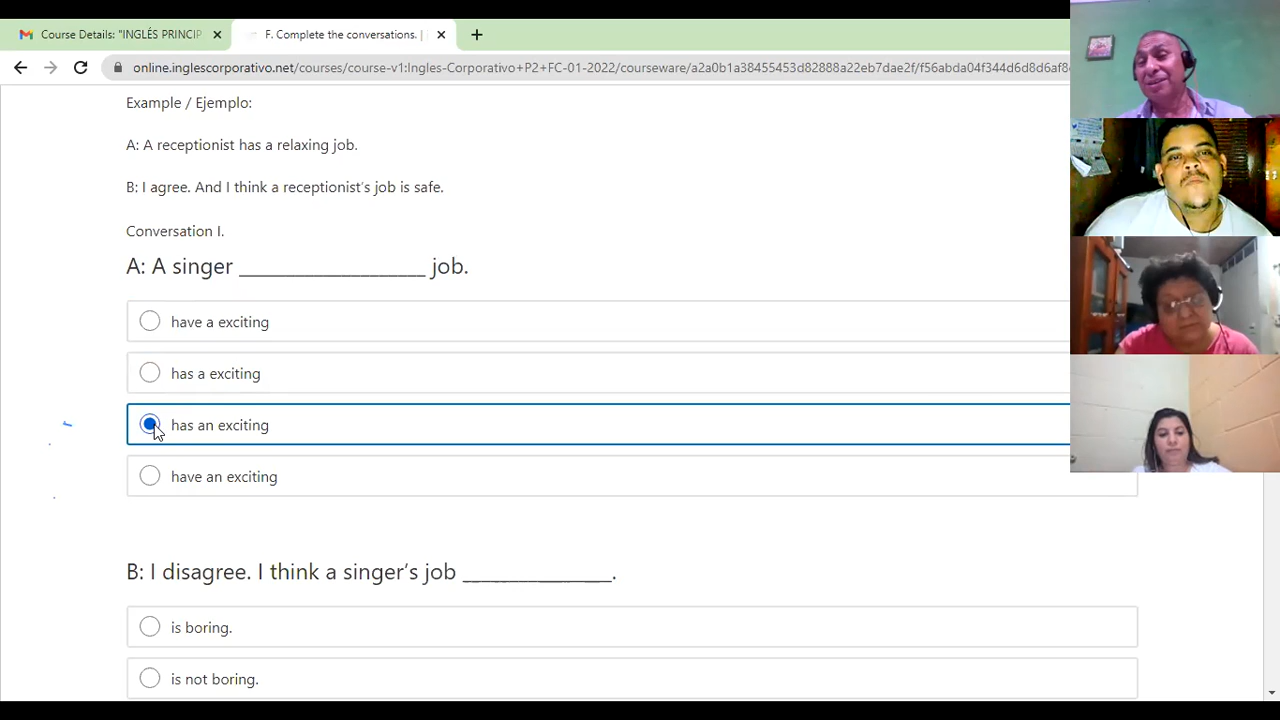 Course Details: "INGLÉS PRINCIP
F. Complete the conversations. |
online.inglescorporativo.net/courses/course-v1:Ingles-Corporativo+P2+FC-01-2022/courseware/a2a0b1a38455453d82888a22eb7dae2f/f56abda04f344d6d8d6af8
Example / Ejemplo:
A: A receptionist has a relaxing job.
B: I agree. And I think a receptionist's job is safe.
Conversation I.
A: A singer ___________________ job.
have a exciting
has a exciting
has an exciting
have an exciting
B: I disagree. I think a singer's job ______________.
is boring.
is not boring.